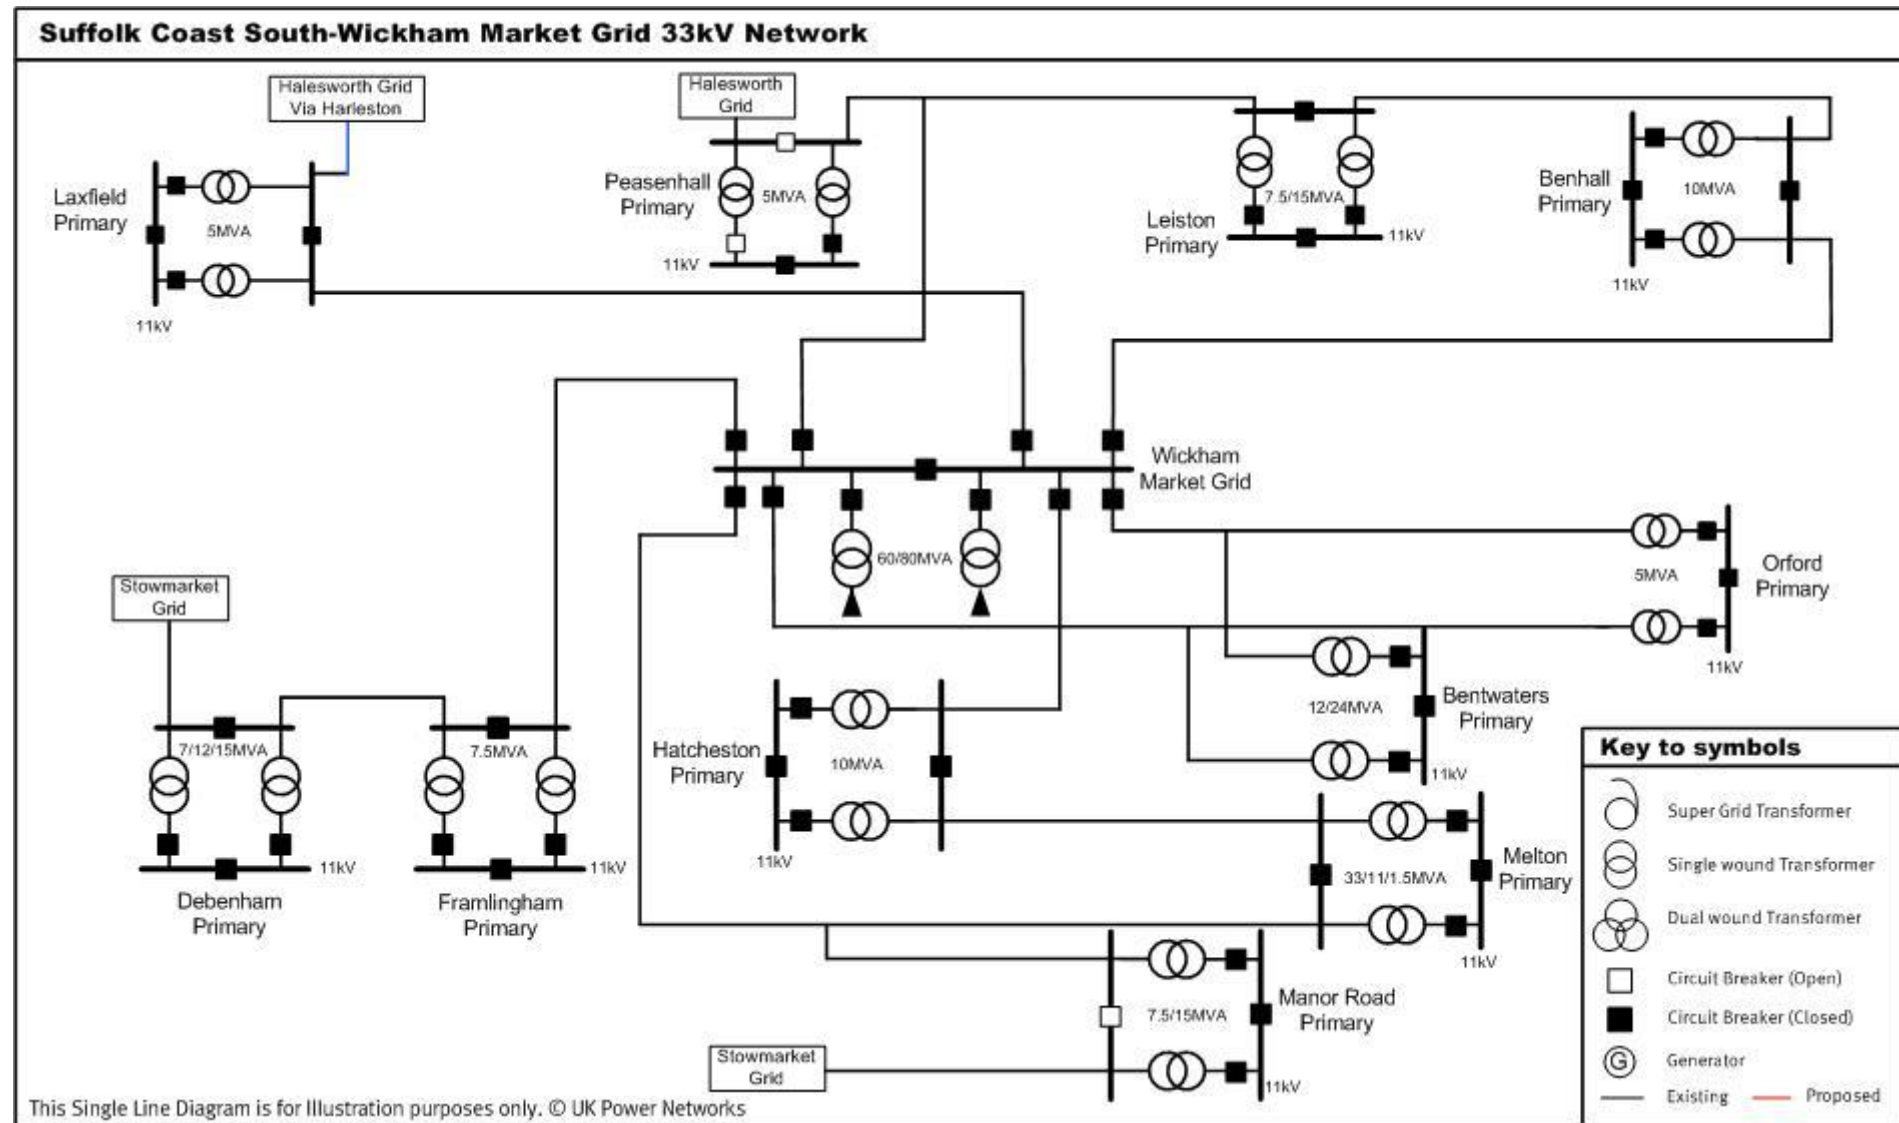 Suffolk Coast South-Wickham Market Grid 33kV Network
Halesworth Grid
Via Harleston
Halesworth
Grid
Laxfield
Primary
5MVA
11kV
Peasenhall
Primary
5MVA
11kV
Leiston
Primary
7.5/15MVA
11kV
Benhall
Primary
10MVA
11kV
Wickham
Market Grid
60/80MVA
Orford
Primary
5MVA
11kV
Stowmarket
Grid
7/12/15MVA
11kV
Debenham
Primary
7.5MVA
11kV
Framlingham
Primary
Hatcheston
Primary
10MVA
11kV
Bentwaters
Primary
12/24MVA
11kV
Melton
Primary
33/11/1.5MVA
11kV
Manor Road
Primary
7.5/15MVA
11kV
Stowmarket
Grid
Key to symbols
Super Grid Transformer
Single wound Transformer
Dual wound Transformer
Circuit Breaker (Open)
Circuit Breaker (Closed)
G Generator
Existing Proposed
This Single Line Diagram is for Illustration purposes only. © UK Power Networks